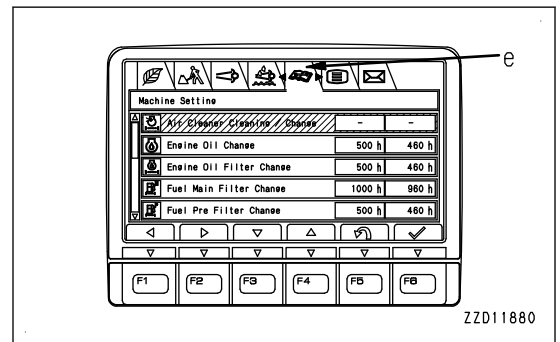 e
Machine Setting
Air Cleaner Cleaning / Change - -
Engine Oil Change 500 h 460 h
Engine Oil Filter Change 500 h 460 h
Fuel Main Filter Change 1000 h 960 h
Fuel Pre Filter Change 500 h 460 h
F1 F2 F3 F4 F5 F6
ZZD11880